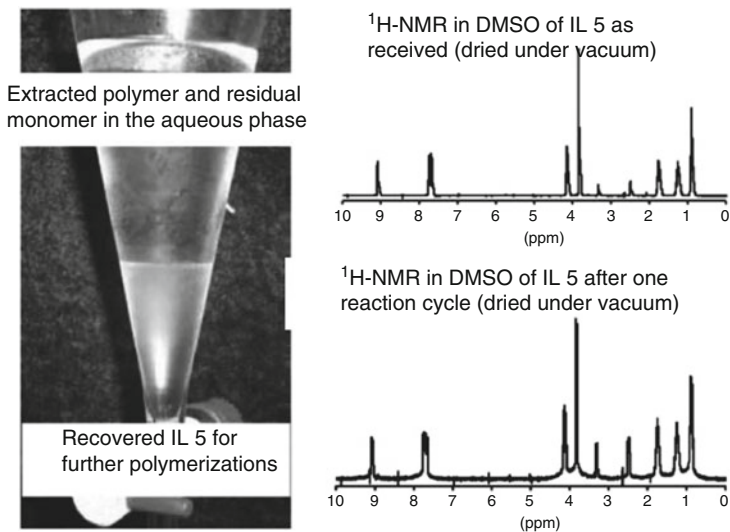 Extracted polymer and residual
monomer in the aqueous phase
Recovered IL 5 for
further polymerizations
¹H-NMR in DMSO of IL 5 as
received (dried under vacuum)
10 9 8 7 6 5 4 3 2 1 0
(ppm)
¹H-NMR in DMSO of IL 5 after one
reaction cycle (dried under vacuum)
10 9 8 7 6 5 4 3 2 1 0
(ppm)